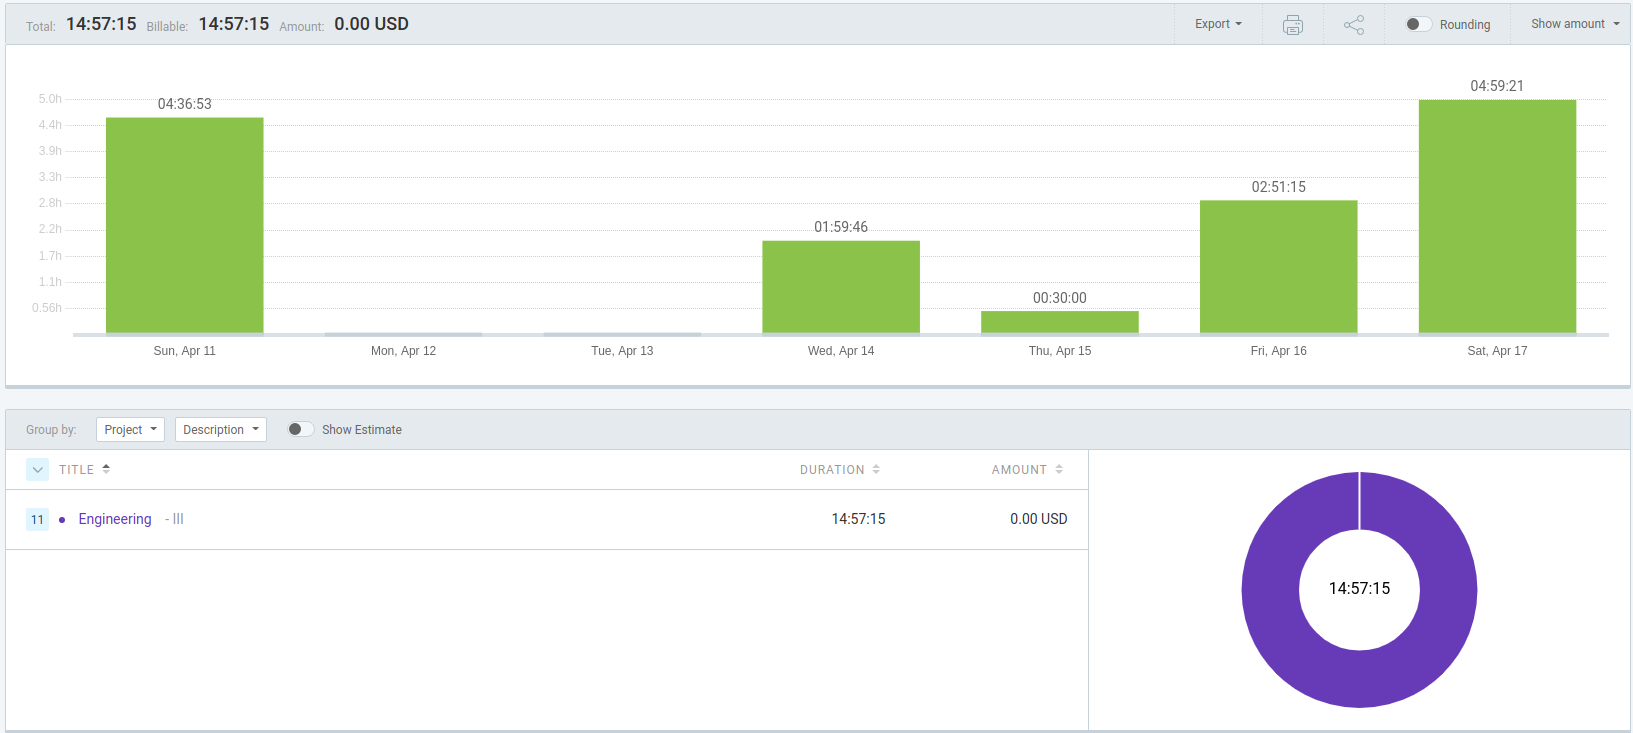 Total: 14:57:15 Billable: 14:57:15 Amount: 0.00 USD Export Rounding Show amount
04:59:21
5.0h
04:36:53
4.4h
3.9h
3.3h
02:51:15
2.8h
2.2h
01:59:46
1.7h
1.1h
00:30:00
0.56h
Sun, Apr 11 Mon, Apr 12 Tue, Apr 13 Wed, Apr 14 Thu, Apr 15 Fri, Apr 16 Sat, Apr 17
Group by: Project Description Show Estimate
TITLE DURATION AMOUNT
11 Engineering - III 14:57:15 0.00 USD
14:57:15